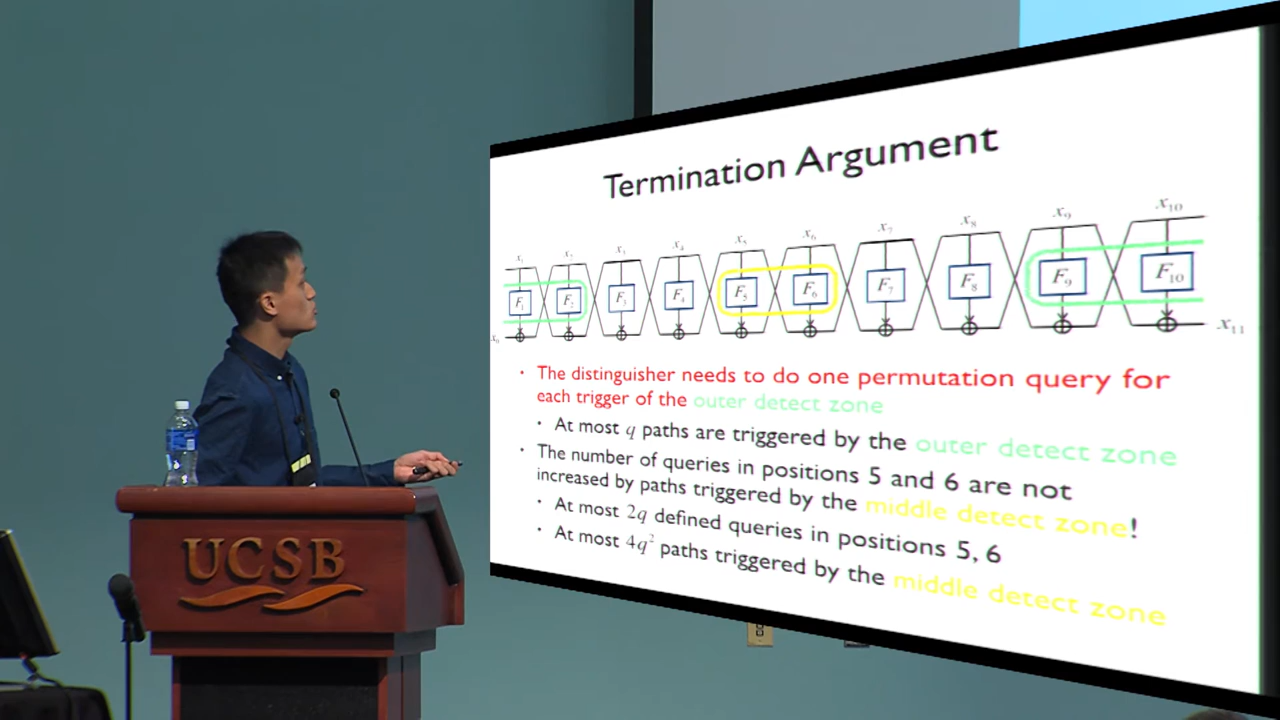 Termination Argument
x₁ x₂ x₃ x₄ x₅ x₆ x₇ x₈ x₉ x₁₀
F₁ F₂ F₃ F₄ F₅ F₆ F₇ F₈ F₉ F₁₀
x₀ x₁₁
• The distinguisher needs to do one permutation query for
each trigger of the outer detect zone
• At most q paths are triggered by the outer detect zone
• The number of queries in positions 5 and 6 are not
increased by paths triggered by the middle detect zone!
• At most 2q defined queries in positions 5, 6
• At most 4q² paths triggered by the middle detect zone
UCSB